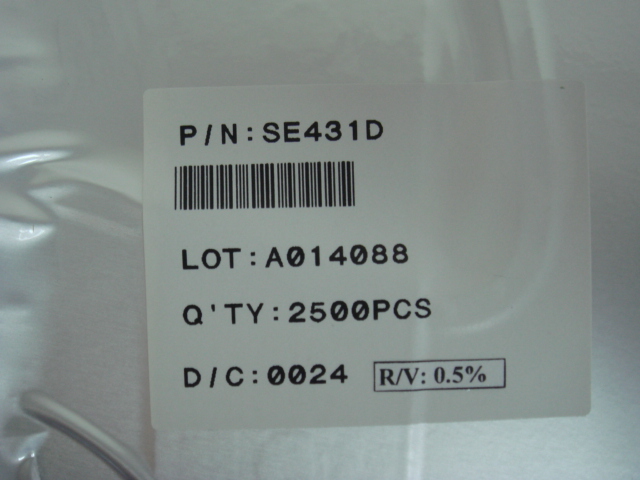 P/N:SE431D
LOT:A014088
Q'TY:2500PCS
D/C:0024 R/V: 0.5%